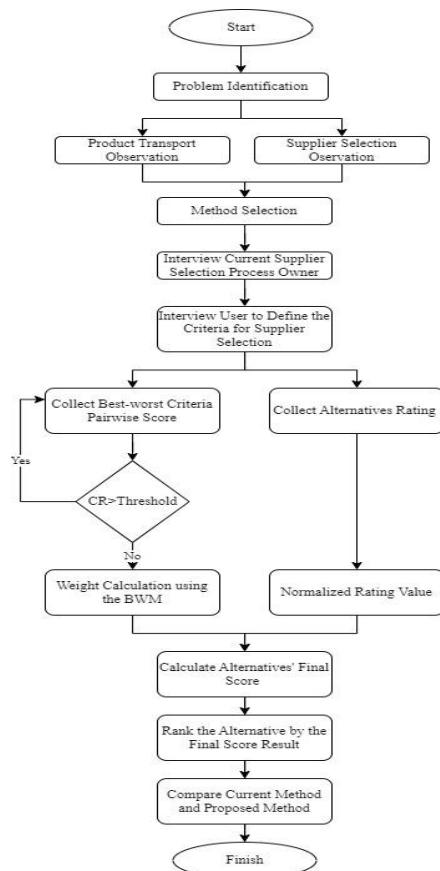 Start
Problem Identification
Product Transport
Observation
Supplier Selection
Oservation
Method Selection
Interview Current Supplier
Selection Process Owner
Interview User to Define the
Criteria for Supplier
Selection
Collect Best-worst Criteria
Pairwise Score
Collect Alternatives Rating
Yes
CR>Threshold
No
Weight Calculation using
the BWM
Normalized Rating Value
Calculate Alternatives' Final
Score
Rank the Alternative by the
Final Score Result
Compare Current Method
and Proposed Method
Finish